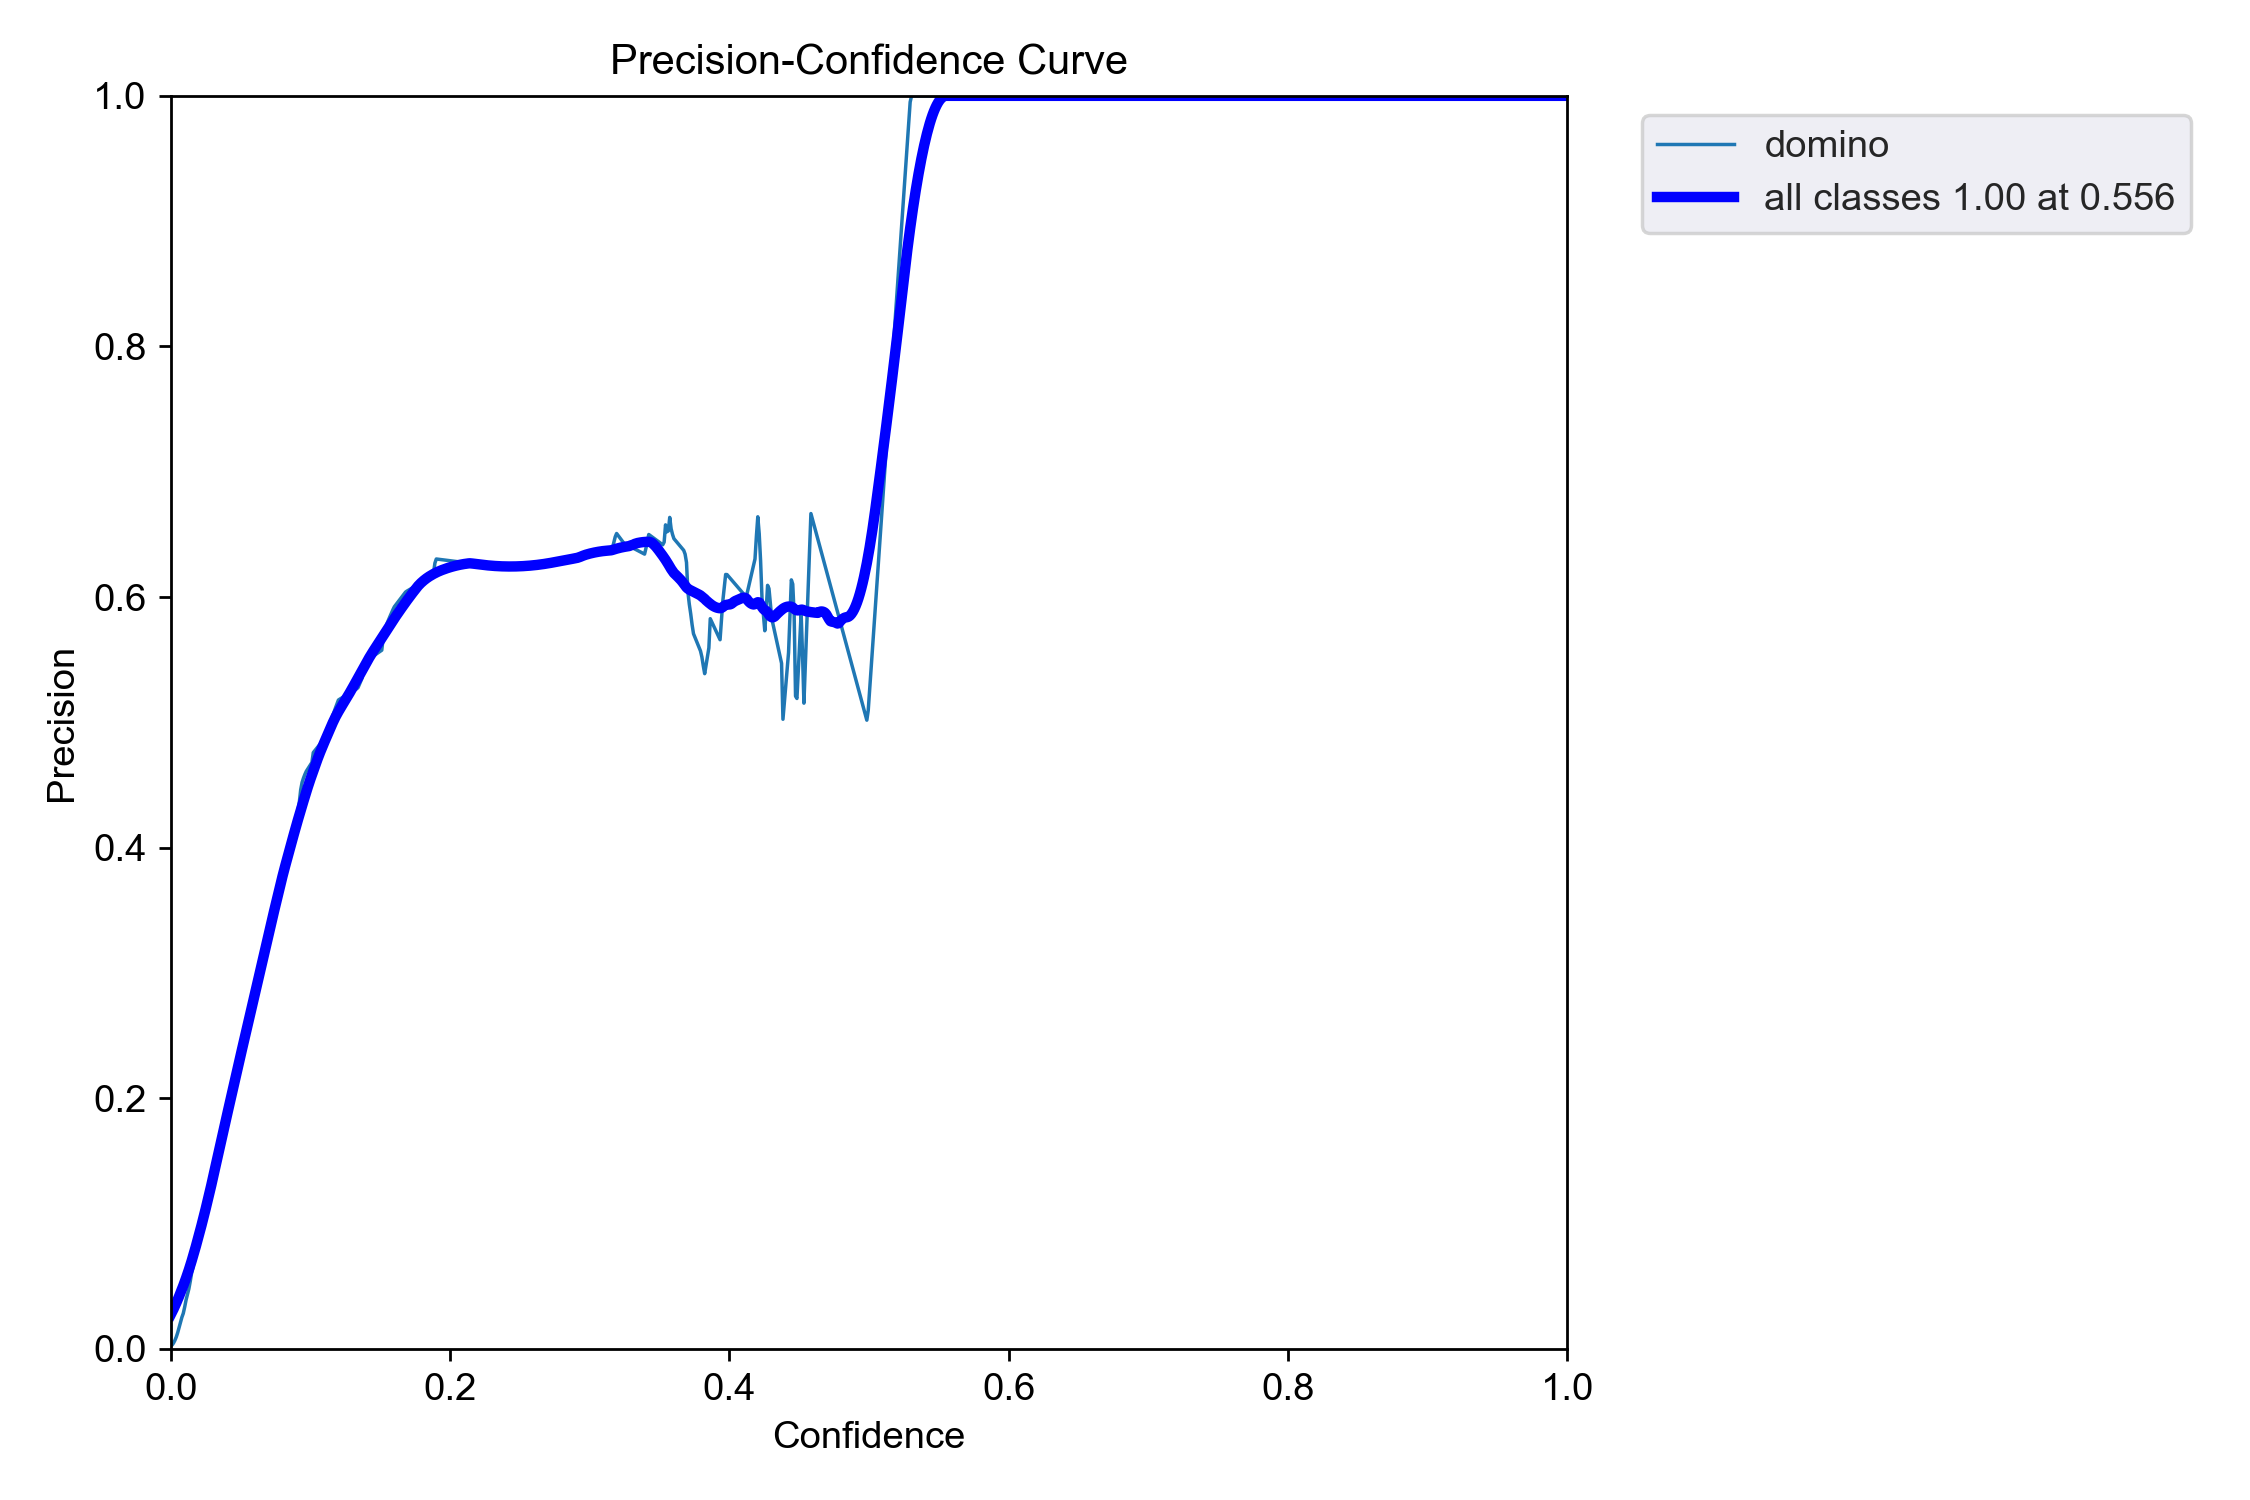 Precision-Confidence Curve
1.0
0.8
0.6
0.4
0.2
0.0
Precision
0.0 0.2 0.4 0.6 0.8 1.0
Confidence
domino
all classes 1.00 at 0.556